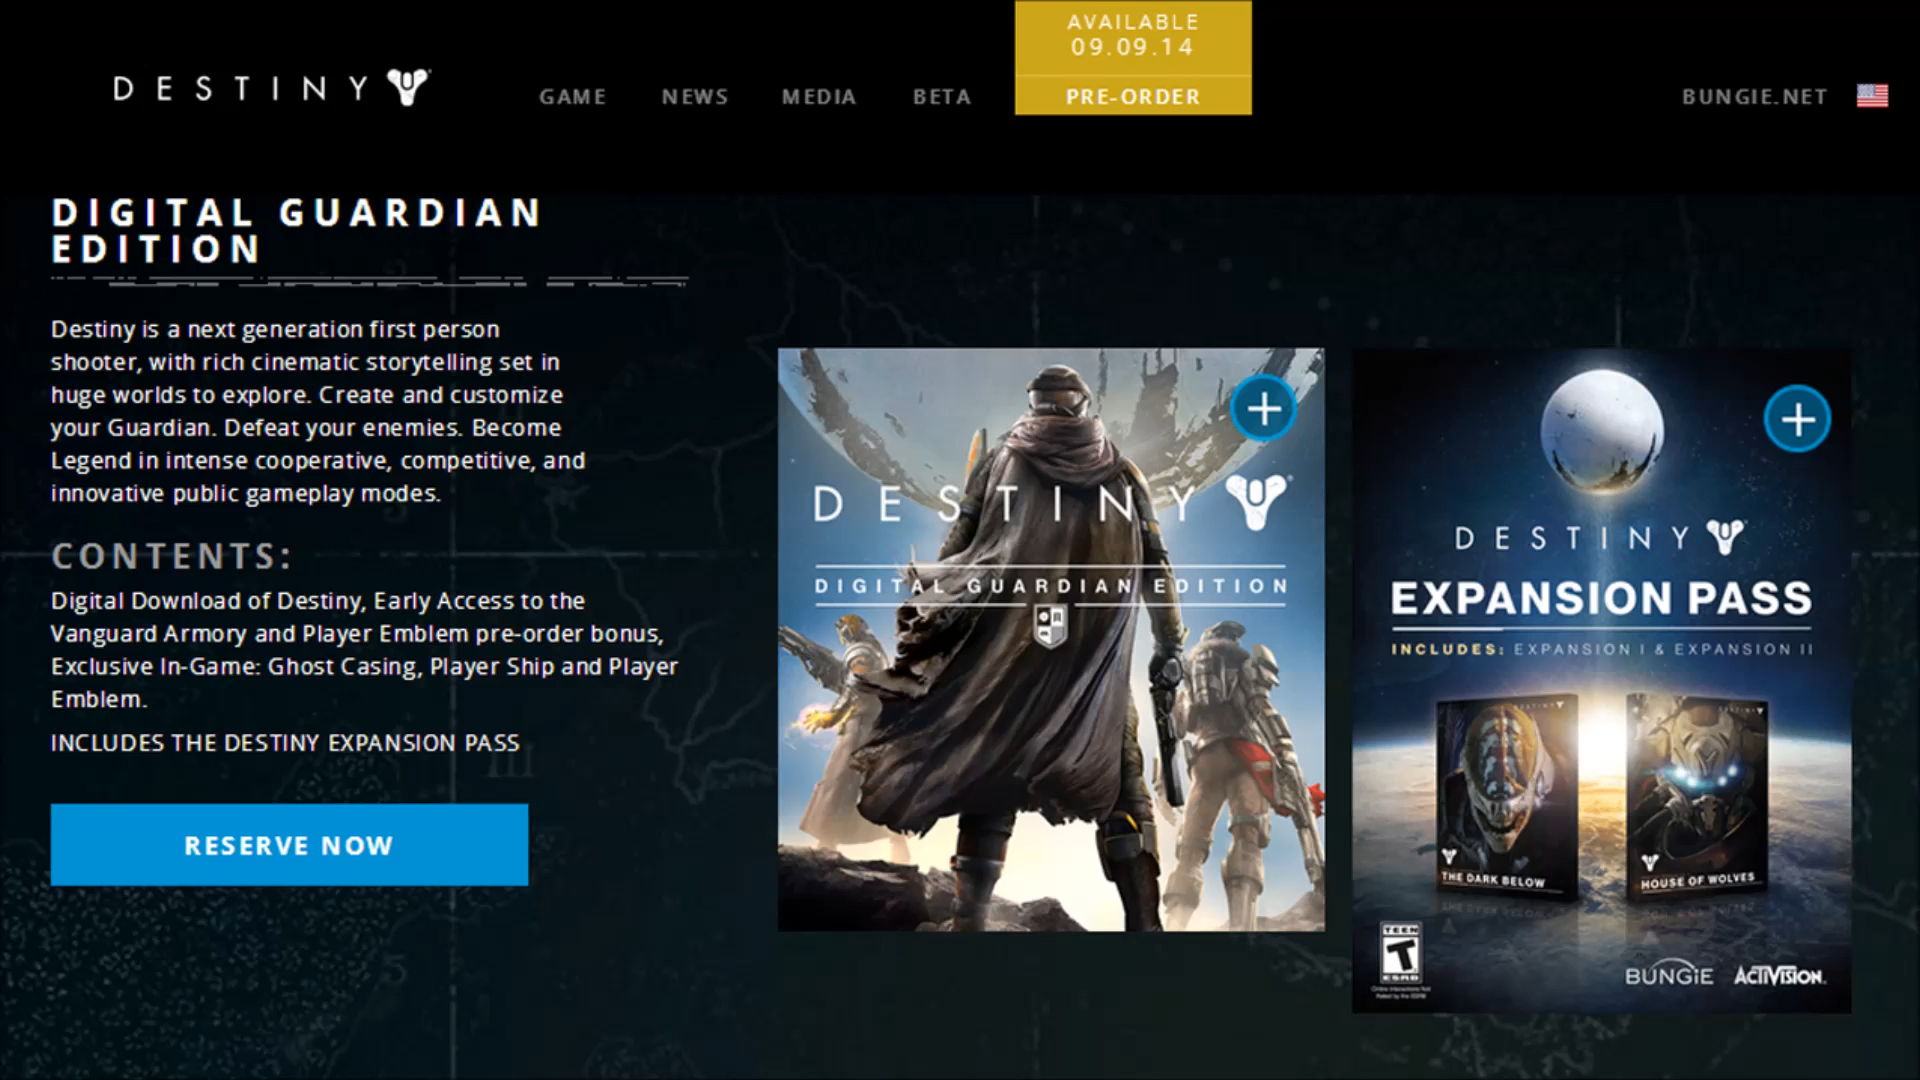 AVAILABLE
09.09.14
DESTINY
GAME
NEWS
MEDIA
BETA
PRE-ORDER
BUNGIE.NET
DIGITAL GUARDIAN
EDITION
Destiny is a next generation first person
shooter, with rich cinematic storytelling set in
huge worlds to explore. Create and customize
your Guardian. Defeat your enemies. Become
Legend in intense cooperative, competitive, and
innovative public gameplay modes.
CONTENTS:
Digital Download of Destiny, Early Access to the
Vanguard Armory and Player Emblem pre-order bonus,
Exclusive In-Game: Ghost Casing, Player Ship and Player
Emblem.
INCLUDES THE DESTINY EXPANSION PASS
RESERVE NOW
DESTINY
DIGITAL GUARDIAN EDITION
DESTINY
EXPANSION PASS
INCLUDES: EXPANSION I & EXPANSION II
DESTINY
DESTINY
THE DARK BELOW
HOUSE OF WOLVES
TEEN
T
ESRB
BUNGiE
ACTIVISION.